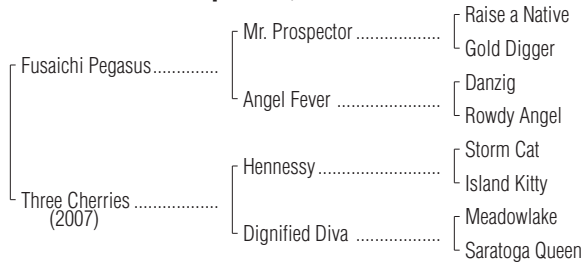 Raise a Native
Mr. Prospector ..................
Gold Digger
Fusaichi Pegasus..............
Danzig
Angel Fever ......................
Rowdy Angel
Storm Cat
Hennessy..........................
Island Kitty
Three Cherries ..................
(2007)
Meadowlake
Dignified Diva ..................
Saratoga Queen